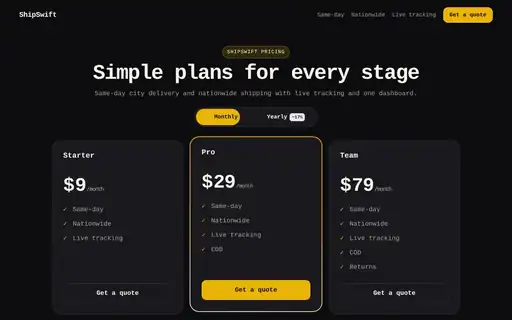 ShipSwift
Same-day Nationwide Live tracking Get a quote
SHIPSWIFT PRICING
Simple plans for every stage
Same-day city delivery and nationwide shipping with live tracking and one dashboard.
Monthly Yearly −17%
Starter
$9/month
✓ Same-day
✓ Nationwide
✓ Live tracking
Get a quote
Pro
$29/month
✓ Same-day
✓ Nationwide
✓ Live tracking
✓ COD
Get a quote
Team
$79/month
✓ Same-day
✓ Nationwide
✓ Live tracking
✓ COD
✓ Returns
Get a quote